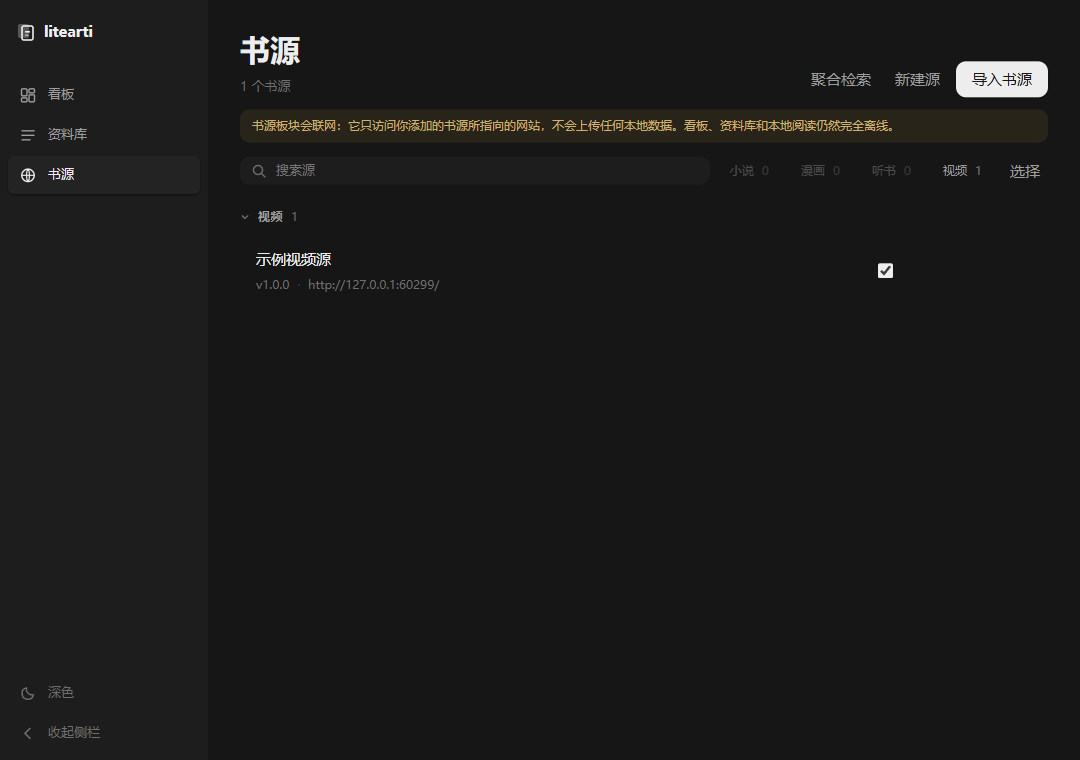 litearti
看板
资料库
书源
深色
收起侧栏
书源
1 个书源
聚合检索
新建源
导入书源
书源板块会联网：它只访问你添加的书源所指向的网站，不会上传任何本地数据。看板、资料库和本地阅读仍然完全离线。
搜索源
小说 0
漫画 0
听书 0
视频 1
选择
视频 1
示例视频源
v1.0.0 · http://127.0.0.1:60299/